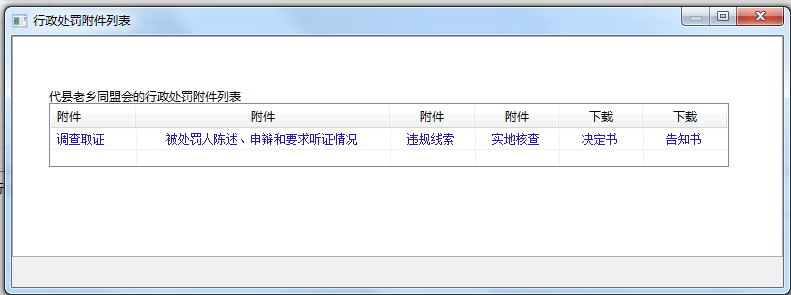 行政处罚附件列表
代县老乡同盟会的行政处罚附件列表
附件 附件 附件 附件 下载 下载
调查取证 被处罚人陈述、申辩和要求听证情况 违规线索 实地核查 决定书 告知书